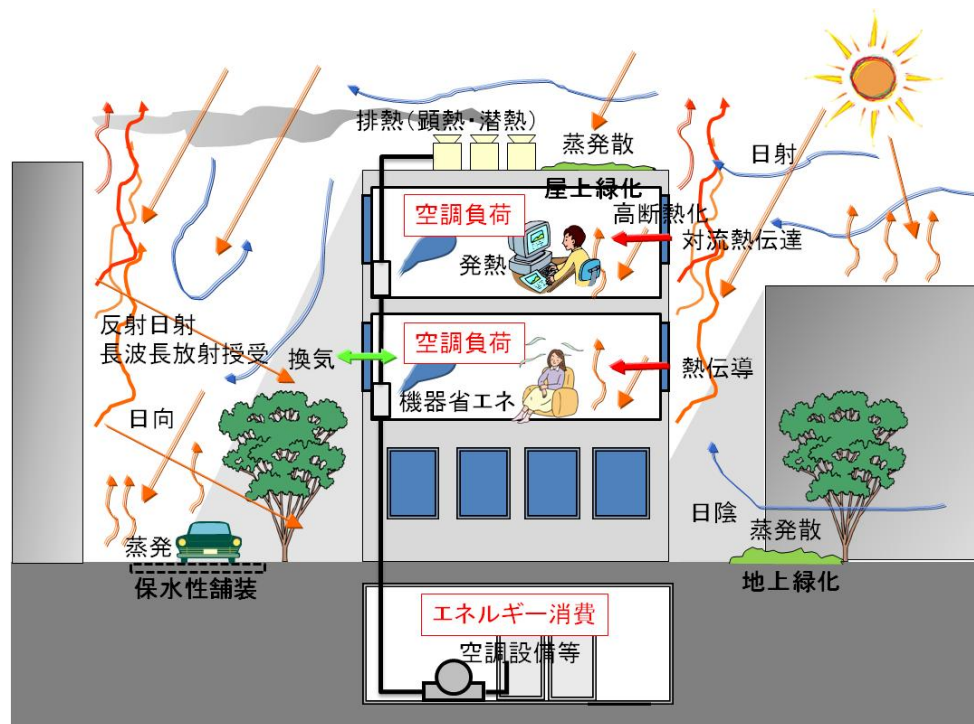 排熱(顕熱・潜熱)
蒸発散
屋上緑化
日射
空調負荷
発熱
高断熱化
対流熱伝達
反射日射
長波長放射授受
換気
空調負荷
機器省エネ
熱伝導
日向
日陰
蒸発
保水性舗装
蒸発散
地上緑化
エネルギー消費
空調設備等